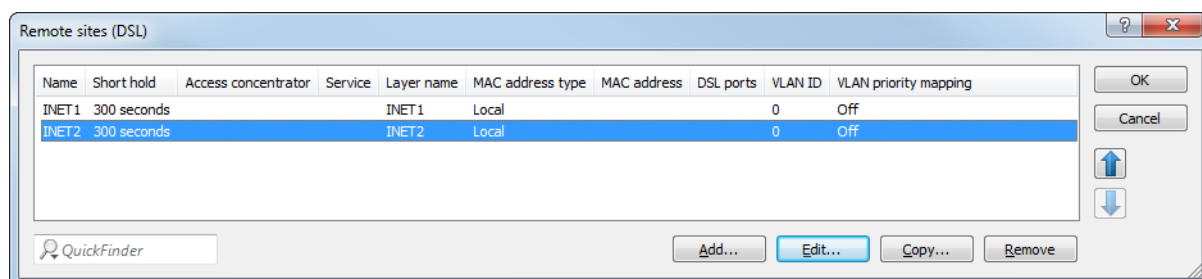 Remote sites (DSL)
Name Short hold Access concentrator Service Layer name MAC address type MAC address DSL ports VLAN ID VLAN priority mapping
INET1 300 seconds INET1 Local 0 Off
INET2 300 seconds INET2 Local 0 Off
OK
Cancel
QuickFinder
Add... Edit... Copy... Remove